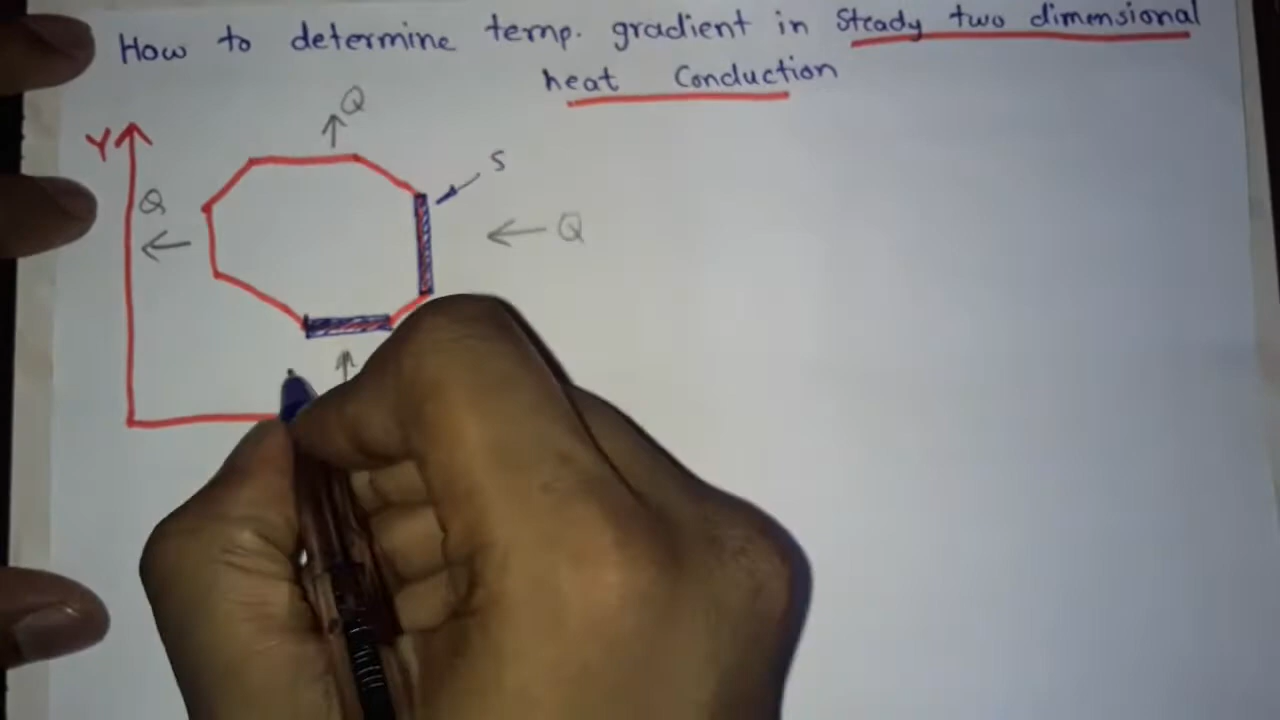 How to determine temp. gradient in Steady two dimensional
heat Conduction
Q
Y
S
Q
Q